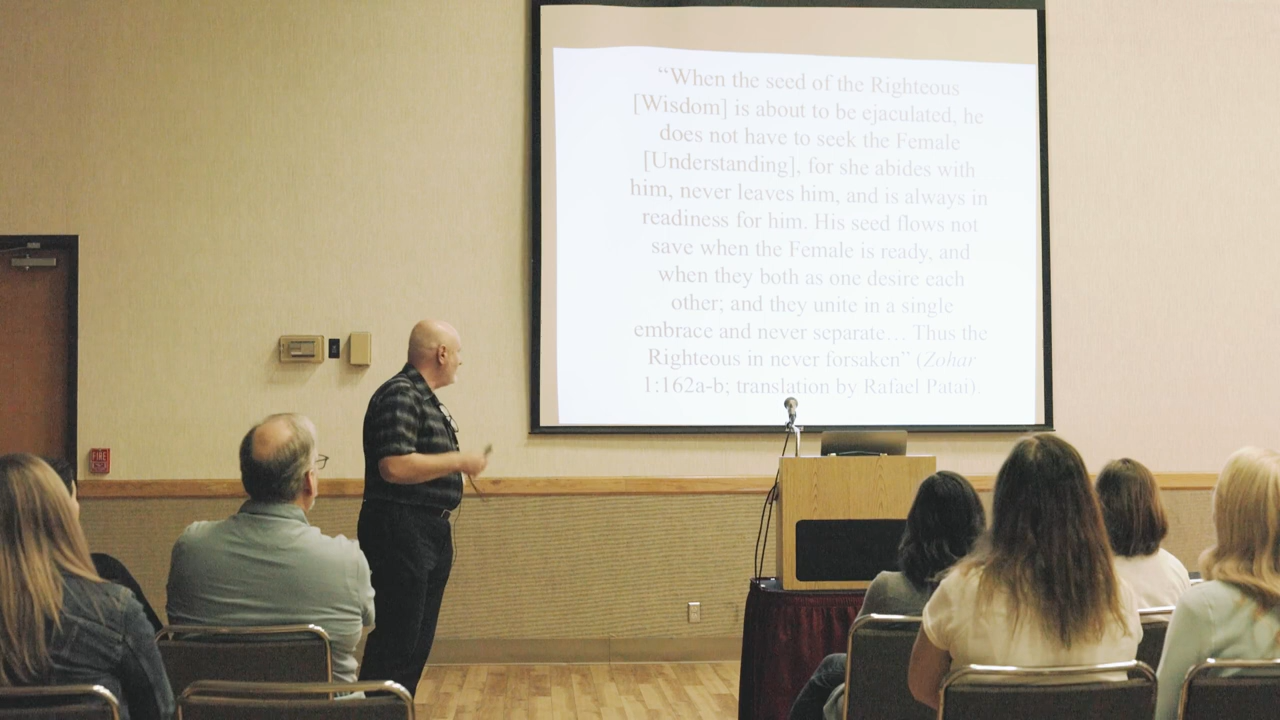 “When the seed of the Righteous
[Wisdom] is about to be ejaculated, he
does not have to seek the Female
[Understanding], for she abides with
him, never leaves him, and is always in
readiness for him. His seed flows not
save when the Female is ready, and
when they both as one desire each
other; and they unite in a single
embrace and never separate… Thus the
Righteous in never forsaken” (Zohar
1:162a-b; translation by Rafael Patai).
FIRE